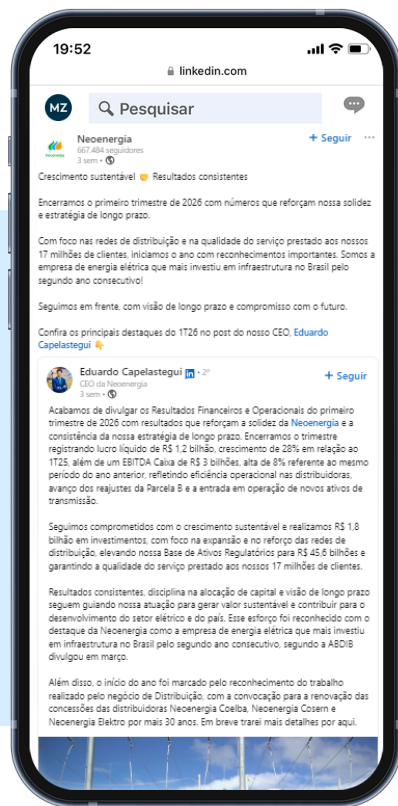 19:52
linkedin.com
MZ
Pesquisar
Neoenergia
+ Seguir
667.484 seguidores
3 sem •
neoenergia
Crescimento sustentável 🤝 Resultados consistentes
Encerramos o primeiro trimestre de 2026 com números que reforçam nossa solidez
e estratégia de longo prazo.
Com foco nas redes de distribuição e na qualidade do serviço prestado aos nossos
17 milhões de clientes, iniciamos o ano com reconhecimentos importantes. Somos a
empresa de energia elétrica que mais investiu em infraestrutura no Brasil pelo
segundo ano consecutivo!
Seguimos em frente, com visão de longo prazo e compromisso com o futuro.
Confira os principais destaques do 1T26 no post do nosso CEO, Eduardo
Capelastegui 👇
Eduardo Capelastegui in • 2º
+ Seguir
CEO da Neoenergia
3 sem •
Acabamos de divulgar os Resultados Financeiros e Operacionais do primeiro
trimestre de 2026 com resultados que reforçam a solidez da Neoenergia e a
consistência da nossa estratégia de longo prazo. Encerramos o trimestre
registrando lucro líquido de R$ 1,2 bilhão, crescimento de 28% em relação ao
1T25, além de um EBITDA Caixa de R$ 3 bilhões, alta de 8% referente ao mesmo
período do ano anterior, refletindo eficiência operacional nas distribuidoras,
avanço dos reajustes da Parcela B e a entrada em operação de novos ativos de
transmissão.
Seguimos comprometidos com o crescimento sustentável e realizamos R$ 1,8
bilhão em investimentos, com foco na expansão e no reforço das redes de
distribuição, elevando nossa Base de Ativos Regulatórios para R$ 45,6 bilhões e
garantindo a qualidade do serviço prestado aos nossos 17 milhões de clientes.
Resultados consistentes, disciplina na alocação de capital e visão de longo prazo
seguem guiando nossa atuação para gerar valor sustentável e contribuir para o
desenvolvimento do setor elétrico e do país. Esse esforço foi reconhecido com o
destaque da Neoenergia como a empresa de energia elétrica que mais investiu
em infraestrutura no Brasil pelo segundo ano consecutivo, segundo a ABDIB
divulgou em março.
Além disso, o início do ano foi marcado pelo reconhecimento do trabalho
realizado pelo negócio de Distribuição, com a convocação para a renovação das
concessões das distribuidoras Neoenergia Coelba, Neoenergia Cosern e
Neoenergia Elektro por mais 30 anos. Em breve trarei mais detalhes por aqui.